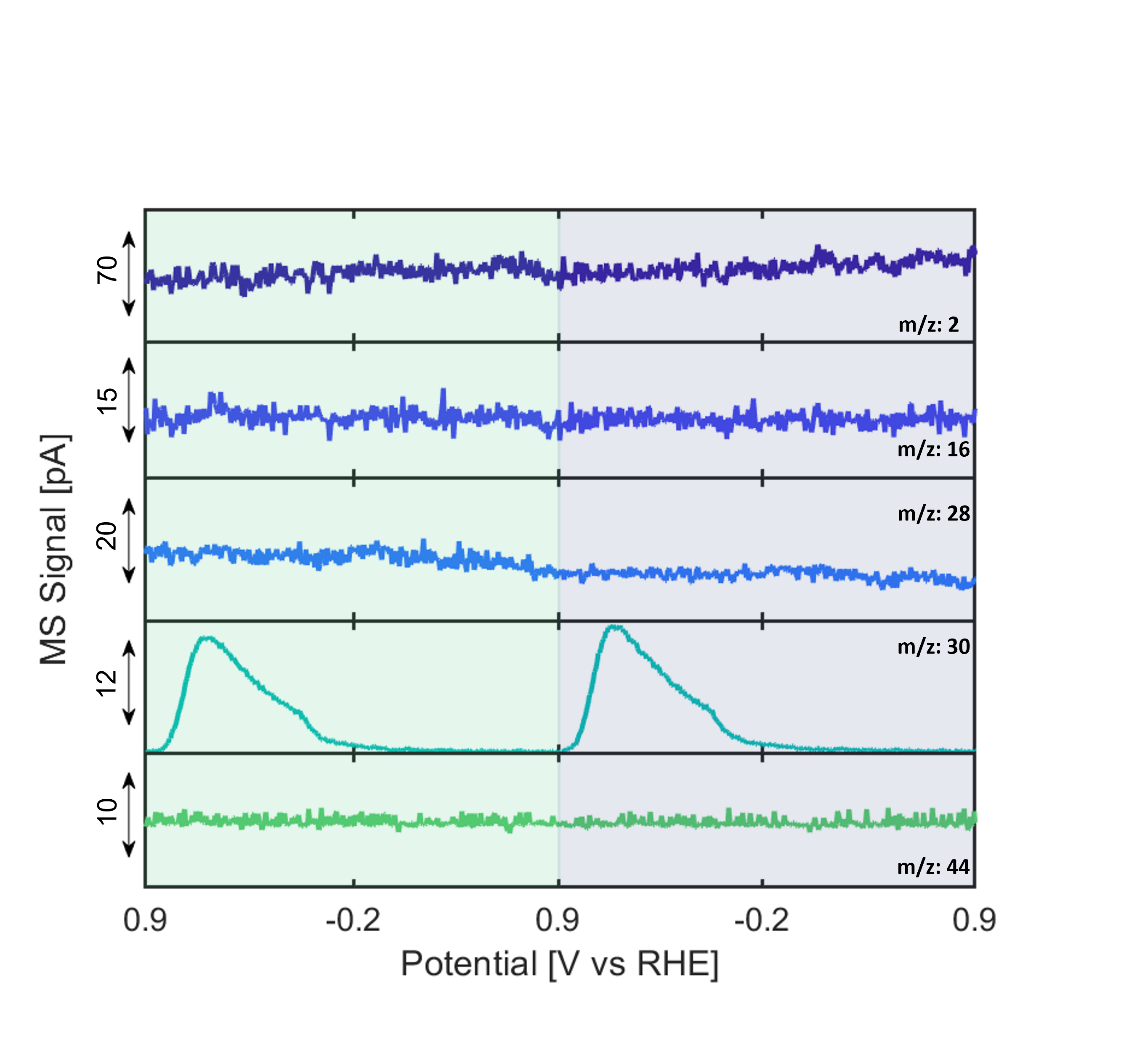 70
m/z: 2
15
m/z: 16
MS Signal [pA]
20
m/z: 28
12
m/z: 30
10
m/z: 44
0.9 -0.2 0.9 -0.2 0.9
Potential [V vs RHE]